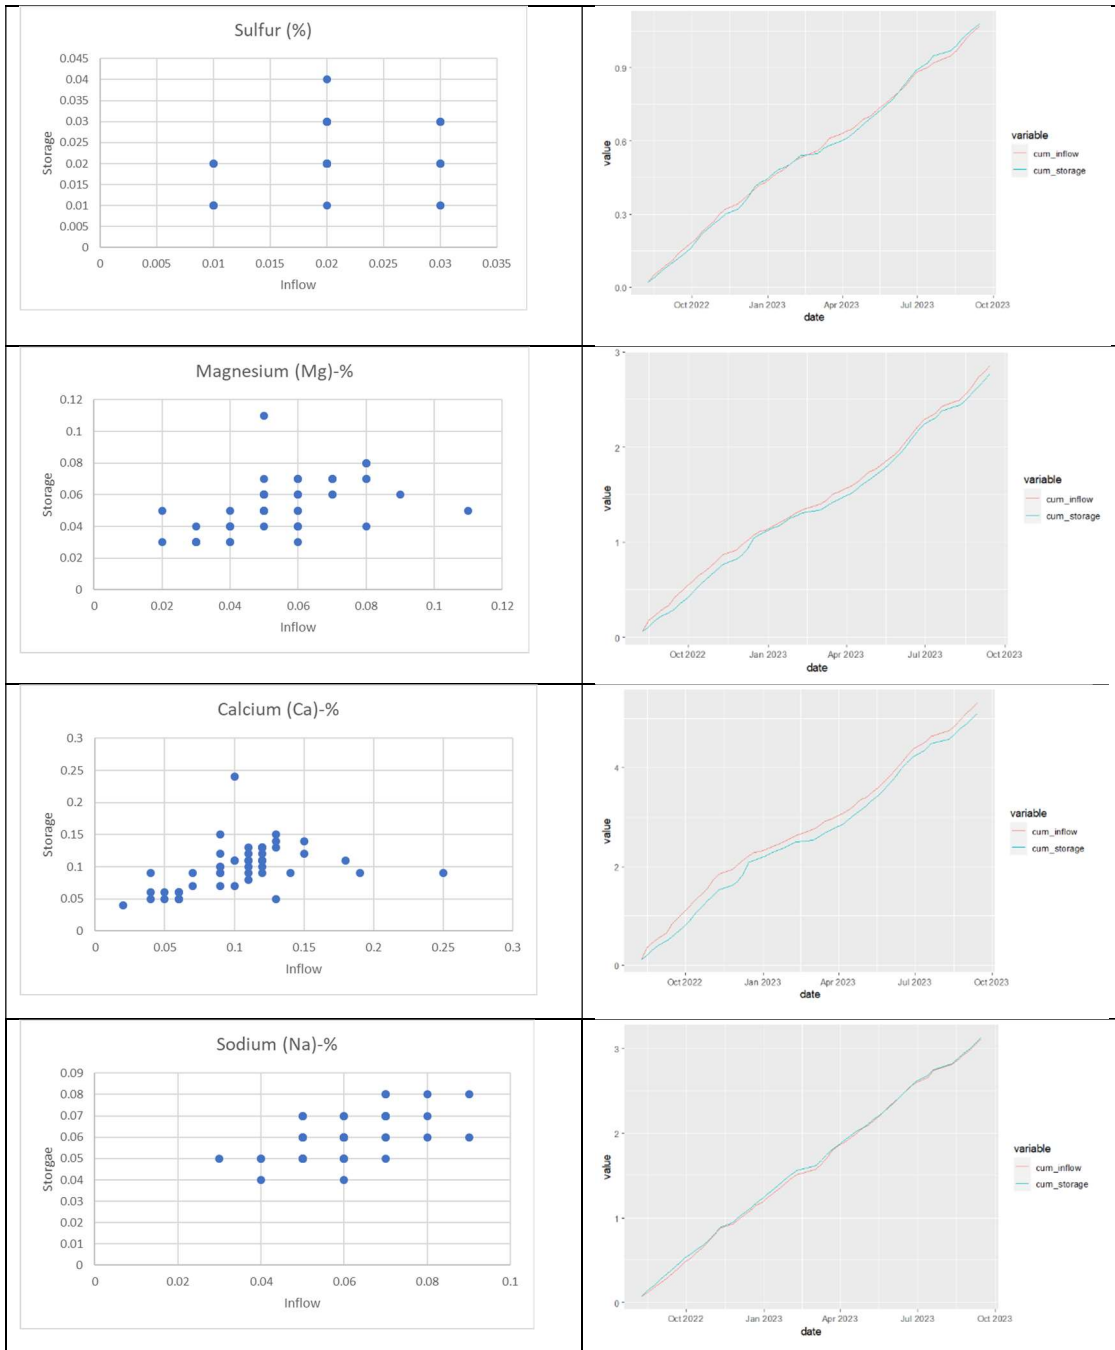 Sulfur (%)
0.045
0.04
0.035
0.03
0.025
0.02
0.015
0.01
0.005
0
Storage
0 0.005 0.01 0.015 0.02 0.025 0.03 0.035
Inflow
0.9
0.6
0.3
0.0
value
Oct 2022 Jan 2023 Apr 2023 Jul 2023 Oct 2023
date
variable
cum_inflow
cum_storage
Magnesium (Mg)-%
0.12
0.1
0.08
0.06
0.04
0.02
0
Storage
0 0.02 0.04 0.06 0.08 0.1 0.12
Inflow
3
2
1
0
value
Oct 2022 Jan 2023 Apr 2023 Jul 2023 Oct 2023
date
variable
cum_inflow
cum_storage
Calcium (Ca)-%
0.3
0.25
0.2
0.15
0.1
0.05
0
Storage
0 0.05 0.1 0.15 0.2 0.25 0.3
Inflow
4
2
0
value
Oct 2022 Jan 2023 Apr 2023 Jul 2023 Oct 2023
date
variable
cum_inflow
cum_storage
Sodium (Na)-%
0.09
0.08
0.07
0.06
0.05
0.04
0.03
0.02
0.01
0
Storgae
0 0.02 0.04 0.06 0.08 0.1
Inflow
3
2
1
0
value
Oct 2022 Jan 2023 Apr 2023 Jul 2023 Oct 2023
date
variable
cum_inflow
cum_storage